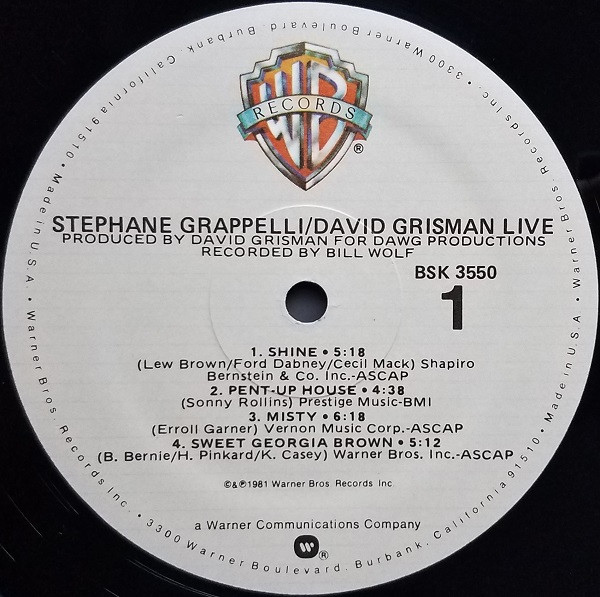 RECORDS
®
STEPHANE GRAPPELLI/DAVID GRISMAN LIVE
PRODUCED BY DAVID GRISMAN FOR DAWG PRODUCTIONS
RECORDED BY BILL WOLF
BSK 3550
1
1. SHINE • 5:18
(Lew Brown/Ford Dabney/Cecil Mack) Shapiro
Bernstein & Co. Inc.-ASCAP
2. PENT-UP HOUSE • 4:38
(Sonny Rollins) Prestige Music-BMI
3. MISTY • 6:18
(Erroll Garner) Vernon Music Corp.-ASCAP
4. SWEET GEORGIA BROWN • 5:12
(B. Bernie/H. Pinkard/K. Casey) Warner Bros. Inc.-ASCAP
©&℗1981 Warner Bros. Records Inc.
a Warner Communications Company
®
Warner Bros. Records Inc. • 3300 Warner Boulevard, Burbank, California 91510 • Made in U.S.A. • Warner Bros. Records Inc. • 3300 Warner Boulevard, Burbank, California 91510 • Made in U.S.A. •